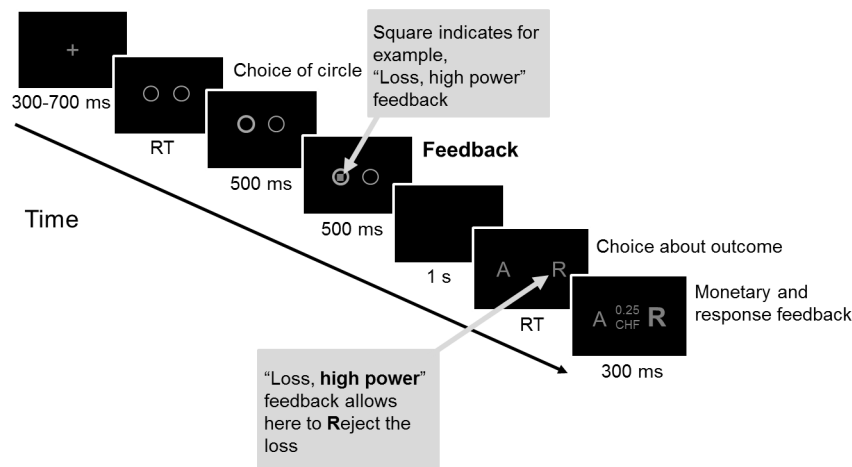 Square indicates for
example,
“Loss, high power”
feedback
+
300-700 ms
Choice of circle
RT
500 ms
Feedback
500 ms
Time
1 s
A R
Choice about outcome
RT
A 0.25 CHF R
Monetary and
response feedback
300 ms
“Loss, high power”
feedback allows
here to Reject the
loss